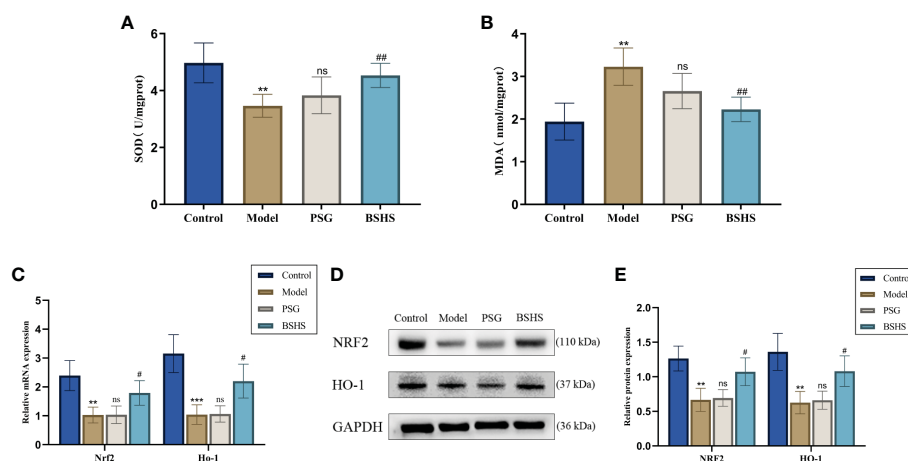 A
SOD( U/mgprot)
6
4
2
0
**
ns
##
Control
Model
PSG
BSHS
B
MDA( nmol/mgprot)
4
3
2
1
0
**
ns
##
Control
Model
PSG
BSHS
C
Control
Model
PSG
BSHS
Relative mRNA expression
5
4
3
2
1
0
**
ns
#
***
ns
#
Nrf2
Ho-1
D
Control Model PSG BSHS
NRF2 (110 kDa)
HO-1 (37 kDa)
GAPDH (36 kDa)
E
Control
Model
PSG
BSHS
Relative protein expression
2.0
1.5
1.0
0.5
0.0
**
ns
#
**
ns
#
NRF2
HO-1